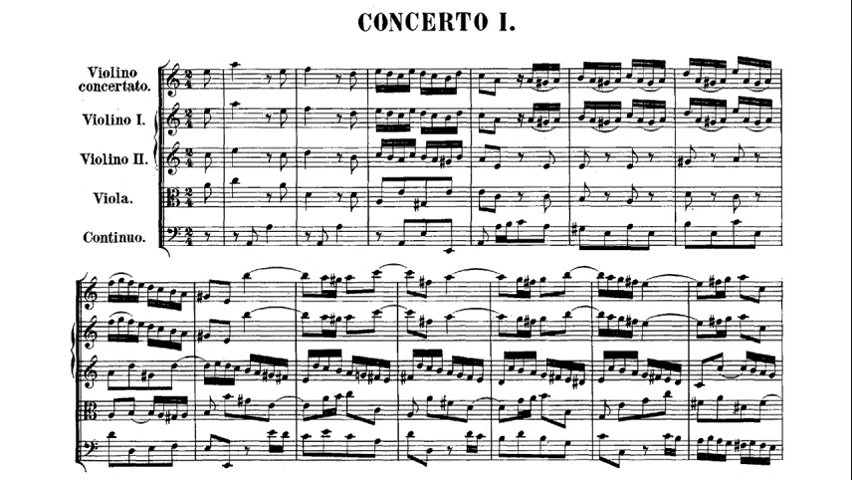 CONCERTO I.
Violino
concertato.
Violino I.
Violino II.
Viola.
Continuo.